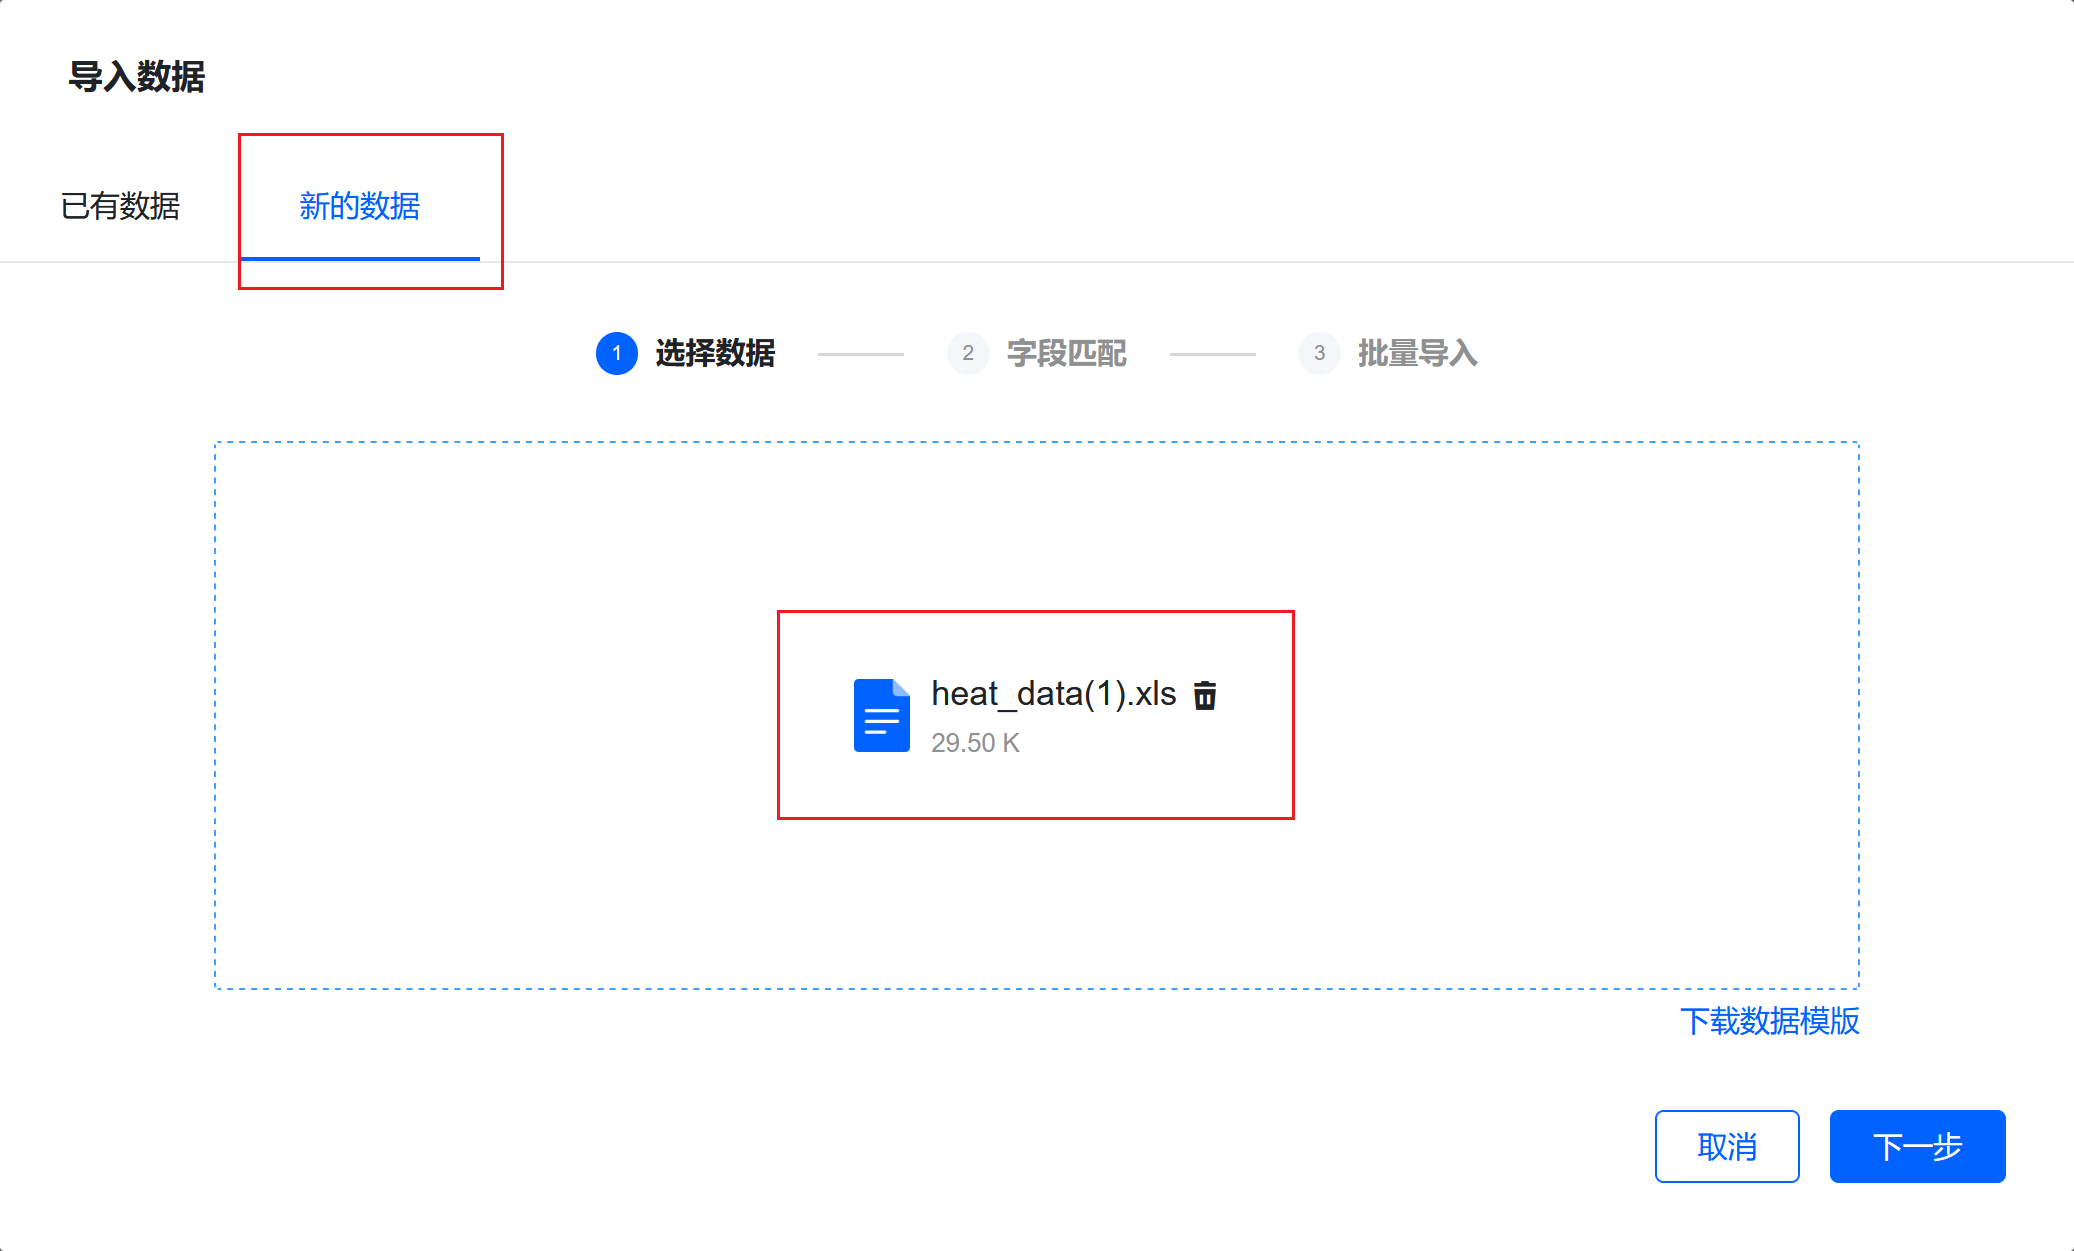 导入数据
已有数据 新的数据
1 选择数据 2 字段匹配 3 批量导入
heat_data(1).xls
29.50 K
下载数据模版
取消 下一步